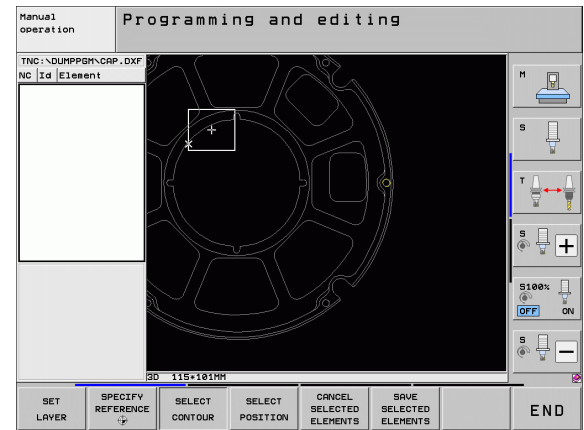 Manual
operation
Programming and editing
TNC:\DUMPPGM\CAP.DXF
NC Id Element
M
S
T
S
+
S100%
OFF ON
S
−
3D 115*101MM
SET
LAYER
SPECIFY
REFERENCE
SELECT
CONTOUR
SELECT
POSITION
CANCEL
SELECTED
ELEMENTS
SAVE
SELECTED
ELEMENTS
END